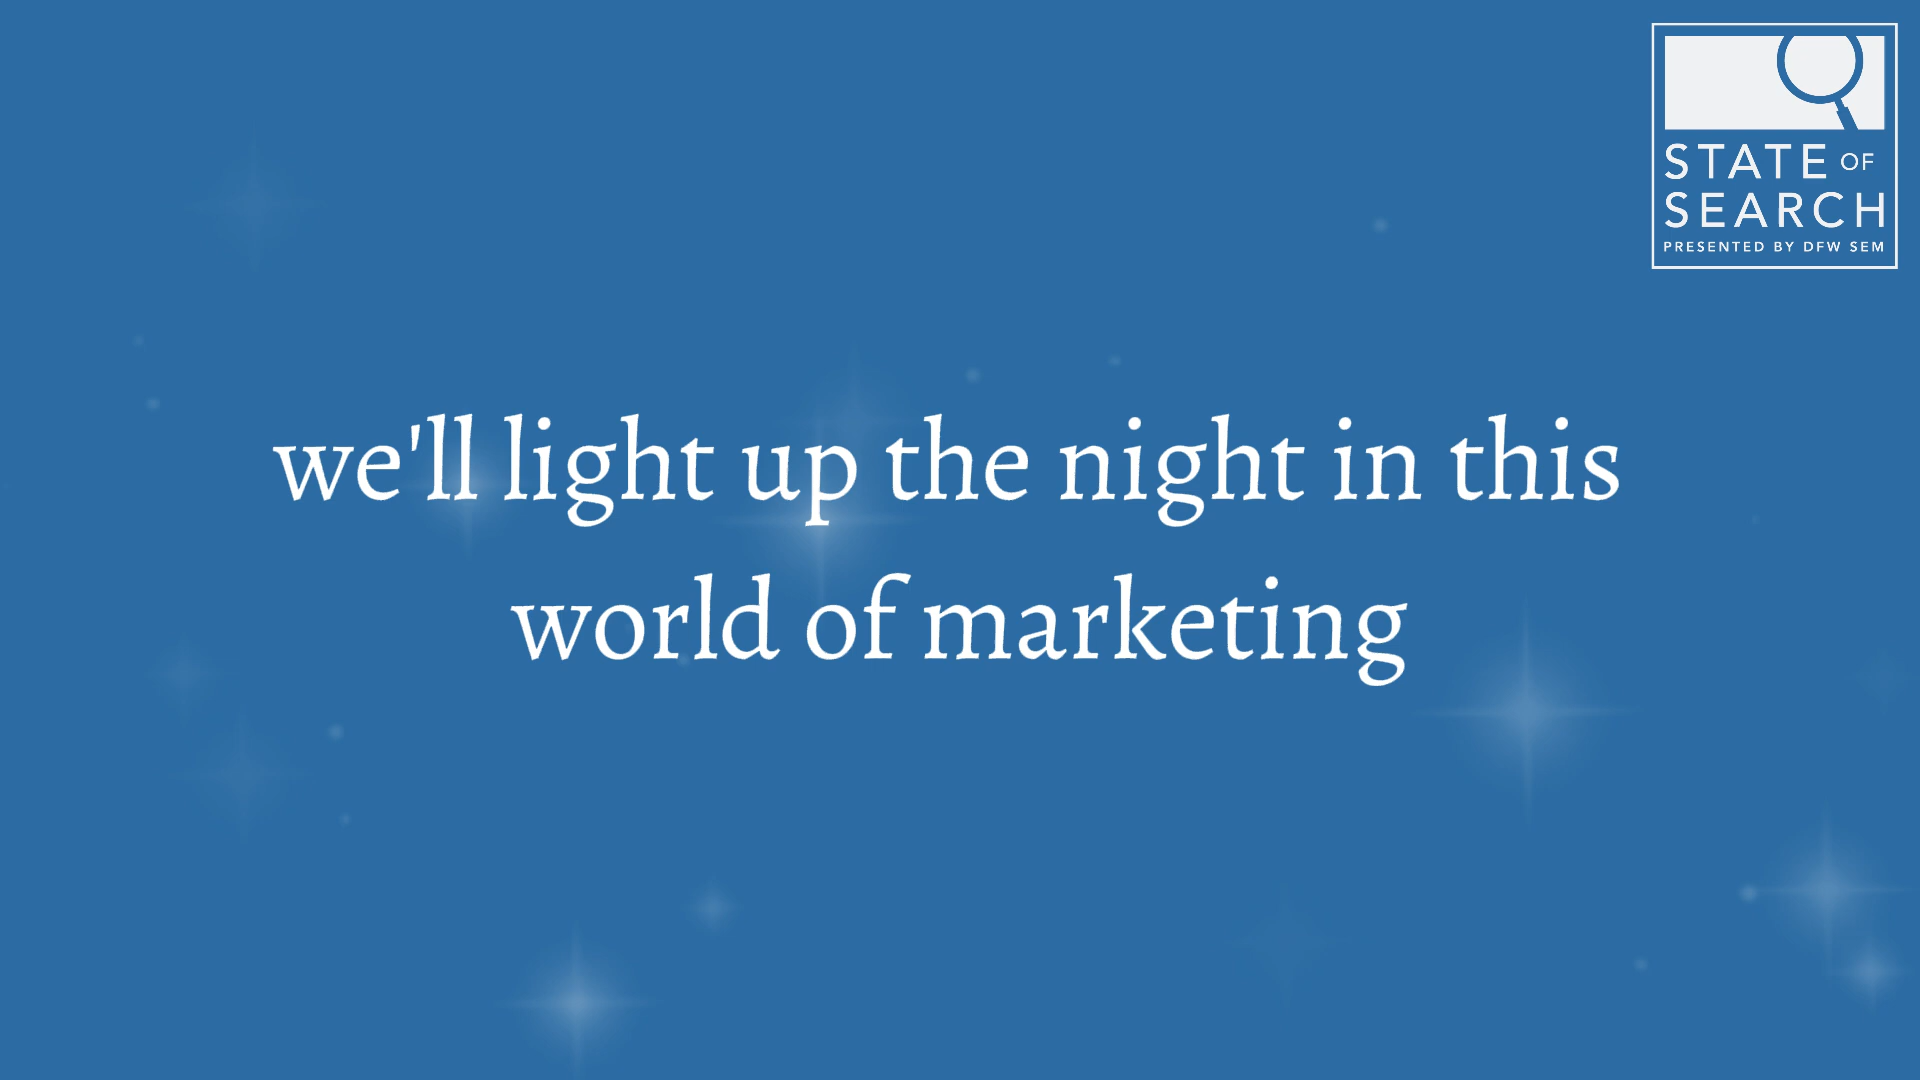 STATE OF
SEARCH
PRESENTED BY DFW SEM
we'll light up the night in this
world of marketing